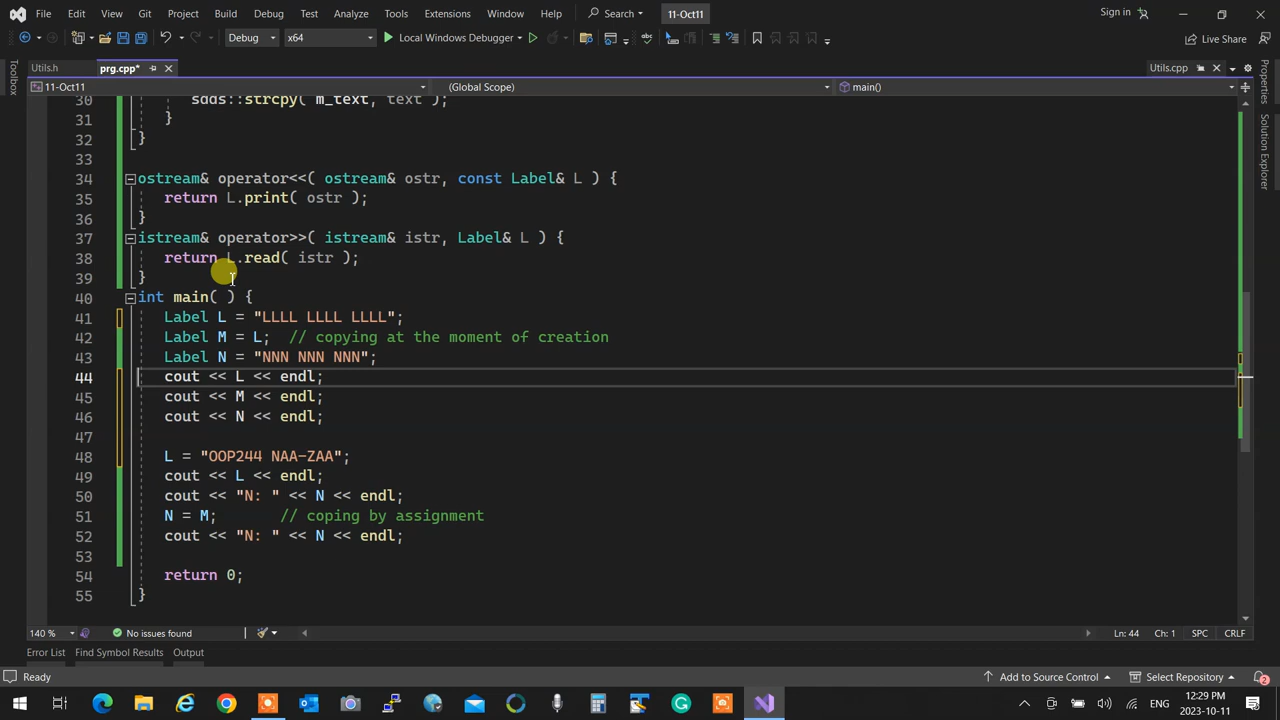 File Edit View Git Project Build Debug Test Analyze Tools Extensions Window Help Search 11-Oct11 Sign in
Debug x64 Local Windows Debugger Live Share
Utils.h prg.cpp* Utils.cpp
11-Oct11 (Global Scope) main()
Toolbox
Properties
Solution Explorer
30 sdds::strcpy( m_text, text );
31 }
32 }
33
34 ostream& operator<<( ostream& ostr, const Label& L ) {
35 return L.print( ostr );
36 }
37 istream& operator>>( istream& istr, Label& L ) {
38 return L.read( istr );
39 }
40 int main( ) {
41 Label L = "LLLL LLLL LLLL";
42 Label M = L; // copying at the moment of creation
43 Label N = "NNN NNN NNN";
44 cout << L << endl;
45 cout << M << endl;
46 cout << N << endl;
47
48 L = "OOP244 NAA-ZAA";
49 cout << L << endl;
50 cout << "N: " << N << endl;
51 N = M; // coping by assignment
52 cout << "N: " << N << endl;
53
54 return 0;
55 }
140 % No issues found Ln: 44 Ch: 1 SPC CRLF
Error List Find Symbol Results Output
Ready Add to Source Control Select Repository 2
ENG 12:29 PM
2023-10-11